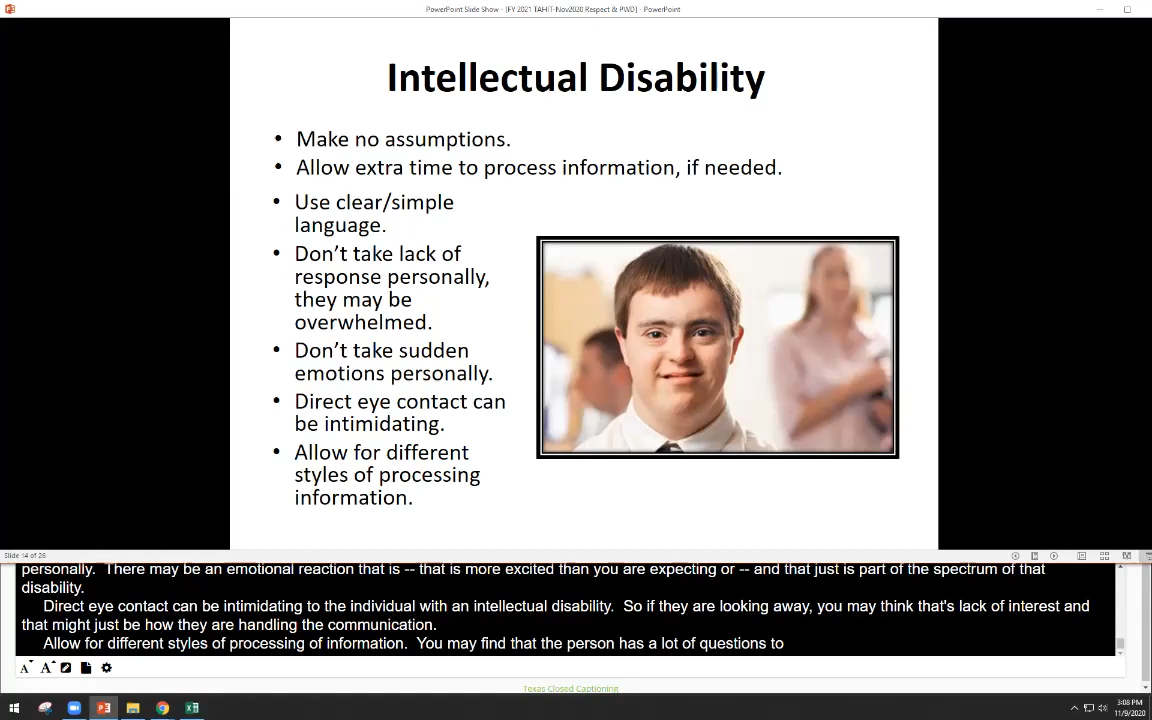 PowerPoint Slide Show - [FY 2021 TAHIT-Nov2020 Respect & PWD] - PowerPoint
Intellectual Disability
• Make no assumptions.
• Allow extra time to process information, if needed.
• Use clear/simple
language.
• Don’t take lack of
response personally,
they may be
overwhelmed.
• Don’t take sudden
emotions personally.
• Direct eye contact can
be intimidating.
• Allow for different
styles of processing
information.
Slide 14 of 26
personally.  There may be an emotional reaction that is -- that is more excited than you are expecting or -- and that just is part of the spectrum of that
disability.
Direct eye contact can be intimidating to the individual with an intellectual disability.  So if they are looking away, you may think that's lack of interest and
that might just be how they are handling the communication.
Allow for different styles of processing of information.  You may find that the person has a lot of questions to
A A
Texas Closed Captioning
3:08 PM
11/9/2020